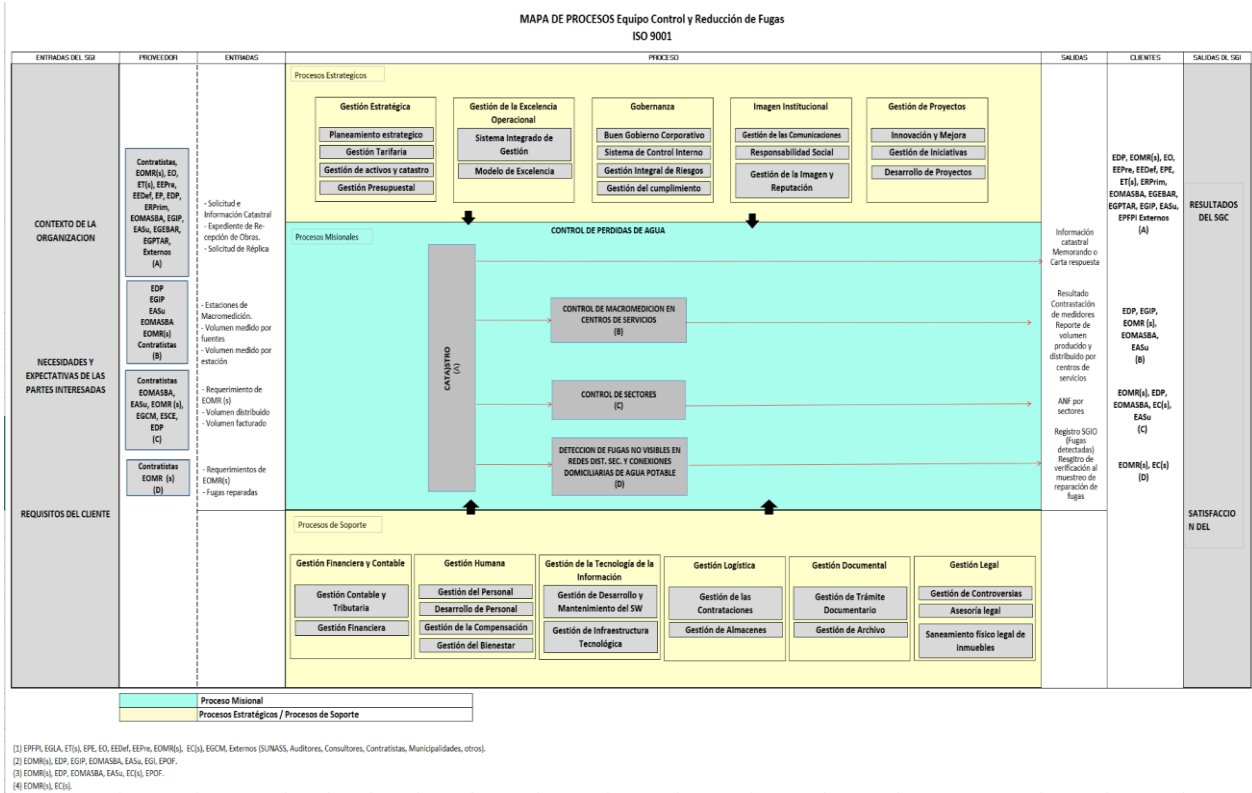 MAPA DE PROCESOS Equipo Control y Reducción de Fugas
ISO 9001
ENTRADAS DEL SGI
PROVEEDOR
ENTRADAS
PROCESO
SALIDAS
CLIENTES
SALIDAS DL SGI
CONTEXTO DE LA
ORGANIZACION
NECESIDADES Y
EXPECTATIVAS DE LAS
PARTES INTERESADAS
REQUISITOS DEL CLIENTE
Contratistas,
EOMR(s), EO,
ET(s), EEPre,
EEDef, EP, EDP,
ERPrim,
EOMASBA, EGIP,
EASu, EGEBAR,
EGPTAR,
Externos
(A)
EDP
EGIP
EASu
EOMASBA
EOMR(s)
Contratistas
(B)
Contratistas
EOMASBA,
EASu, EOMR (s),
EGCM, ESCE,
EDP
(C)
Contratistas
EOMR (s)
(D)
- Solicitud e
Información Catastral
- Expediente de Re-
cepción de Obras.
- Solicitud de Réplica
- Estaciones de
Macromedición.
- Volumen medido por
fuentes
- Volumen medido por
estación
- Requerimiento de
EOMR (s)
- Volumen distribuido
- Volumen facturado
- Requerimientos de
EOMR(s)
- Fugas reparadas
Procesos Estrategicos
Gestión Estratégica
Planeamiento estrategico
Gestión Tarifaria
Gestión de activos y catastro
Gestión Presupuestal
Gestión de la Excelencia
Operacional
Sistema Integrado de
Gestión
Modelo de Excelencia
Gobernanza
Buen Gobierno Corporativo
Sistema de Control Interno
Gestión Integral de Riesgos
Gestión del cumplimiento
Imagen Institucional
Gestión de las Comunicaciones
Responsabilidad Social
Gestión de la Imagen y
Reputación
Gestión de Proyectos
Innovación y Mejora
Gestión de Iniciativas
Desarrollo de Proyectos
Procesos Misionales
CONTROL DE PERDIDAS DE AGUA
CATASTRO
(A)
CONTROL DE MACROMEDICION EN
CENTROS DE SERVICIOS
(B)
CONTROL DE SECTORES
(C)
DETECCION DE FUGAS NO VISIBLES EN
REDES DIST. SEC. Y CONEXIONES
DOMICILIARIAS DE AGUA POTABLE
(D)
Procesos de Soporte
Gestión Financiera y Contable
Gestión Contable y
Tributaria
Gestión Financiera
Gestión Humana
Gestión del Personal
Desarrollo de Personal
Gestión de la Compensación
Gestión del Bienestar
Gestión de la Tecnología de la
Información
Gestión de Desarrollo y
Mantenimiento del SW
Gestión de Infraestructura
Tecnológica
Gestión Logística
Gestión de las
Contrataciones
Gestión de Almacenes
Gestión Documental
Gestión de Trámite
Documentario
Gestión de Archivo
Gestión Legal
Gestión de Controversias
Asesoría legal
Saneamiento físico legal de
inmuebles
Información
catastral
Memorando o
Carta respuesta
Resultado
Contrastación
de medidores
Reporte de
volumen
producido y
distribuido por
centros de
servicios
ANF por
sectores
Registro SGIO
(Fugas
detectadas)
Resgitro de
verificación al
muestreo de
reparación de
fugas
EDP, EOMR(s), EO,
EEPre, EEDef, EPE,
ET(s), ERPrim,
EOMASBA, EGEBAR,
EGPTAR, EGIP, EASu,
EPFPI Externos
(A)
EDP, EGIP,
EOMR (s),
EOMASBA,
EASu
(B)
EOMR(s), EDP,
EOMASBA, EC(s),
EASu
(C)
EOMR(s), EC(s)
(D)
RESULTADOS
DEL SGC
SATISFACCIO
N DEL
Proceso Misional
Procesos Estratégicos / Procesos de Soporte
(1) EPFPI, EGLA, ET(s), EPE, EO, EEDef, EEPre, EOMR(s), EC(s), EGCM, Externos (SUNASS, Auditores, Consultores, Contratistas, Municipalidades, otros).
(2) EOMR(s), EDP, EGIP, EOMASBA, EASu, EGI, EPOF.
(3) EOMR(s), EDP, EOMASBA, EASu, EC(s), EPOF.
(4) EOMR(s), EC(s).